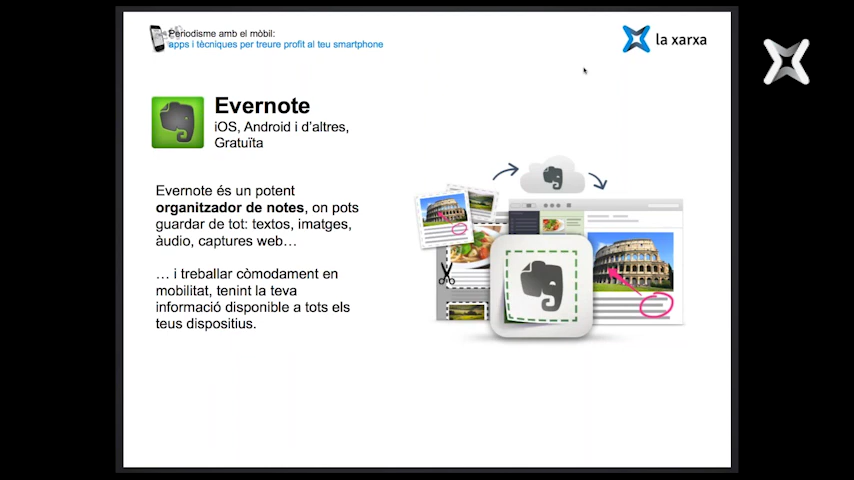 Periodisme amb el mòbil:
apps i tècniques per treure profit al teu smartphone
la xarxa
Evernote
iOS, Android i d'altres,
Gratuïta
Evernote és un potent
organitzador de notes, on pots
guardar de tot: textos, imatges,
àudio, captures web…
… i treballar còmodament en
mobilitat, tenint la teva
informació disponible a tots els
teus dispositius.